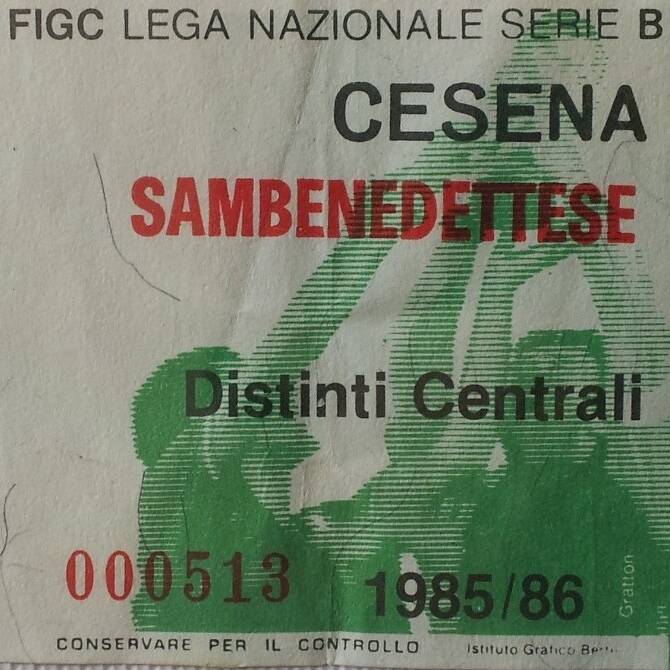 FIGC LEGA NAZIONALE SERIE B
CESENA
SAMBENEDETTESE
Distinti Centrali
000513
1985/86
Gratton
CONSERVARE PER IL CONTROLLO
Istituto Grafico